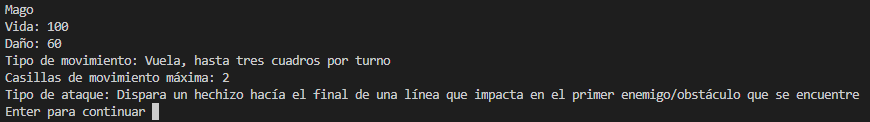 Mago
Vida: 100
Daño: 60
Tipo de movimiento: Vuela, hasta tres cuadros por turno
Casillas de movimiento máxima: 2
Tipo de ataque: Dispara un hechizo hacía el final de una línea que impacta en el primer enemigo/obstáculo que se encuentre
Enter para continuar